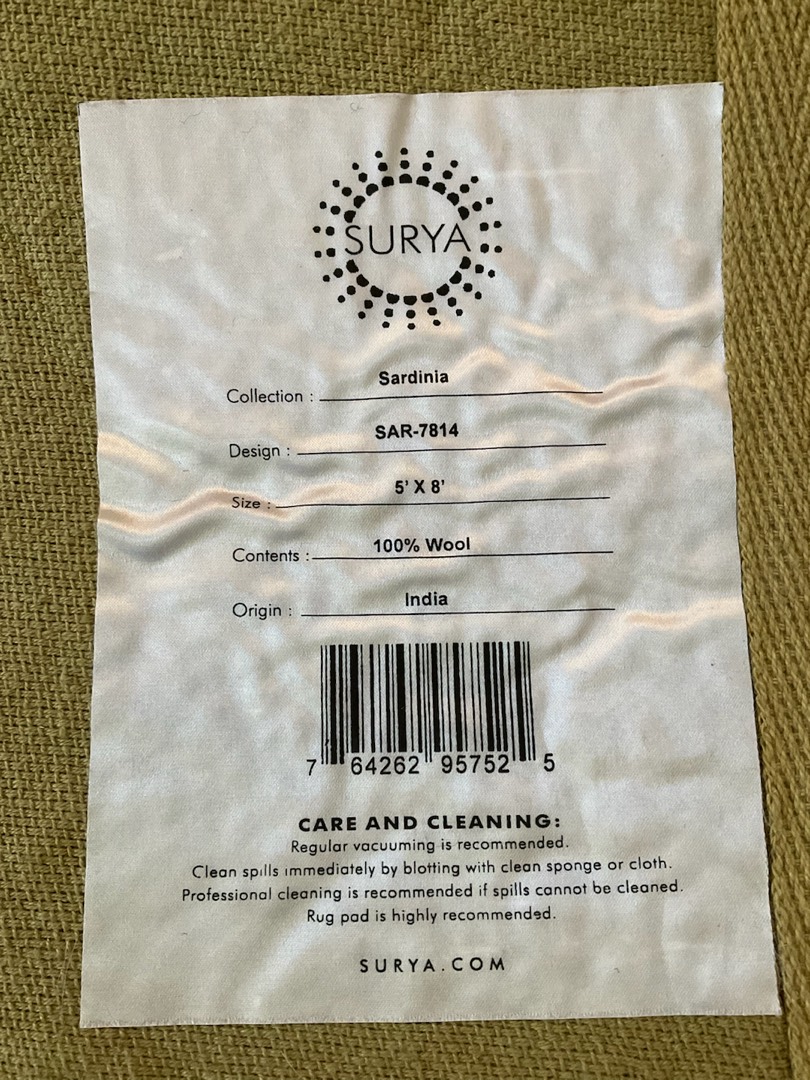 SURYA
Collection : Sardinia
Design : SAR-7814
Size : 5' X 8'
Contents : 100% Wool
Origin : India
7 64262 95752 5
CARE AND CLEANING:
Regular vacuuming is recommended.
Clean spills immediately by blotting with clean sponge or cloth.
Professional cleaning is recommended if spills cannot be cleaned.
Rug pad is highly recommended.
SURYA.COM